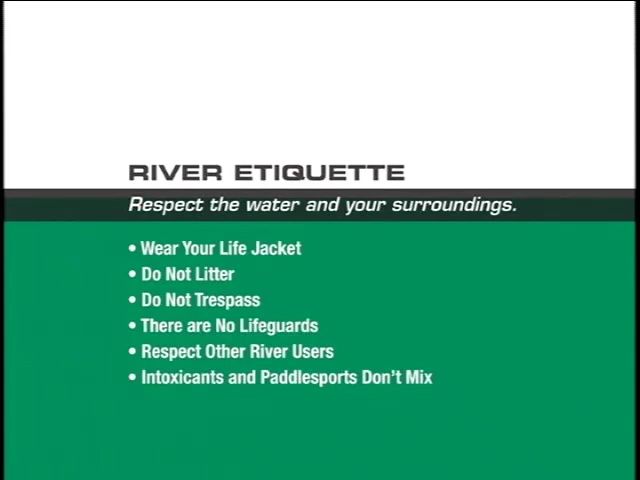 RIVER ETIQUETTE
Respect the water and your surroundings.
• Wear Your Life Jacket
• Do Not Litter
• Do Not Trespass
• There are No Lifeguards
• Respect Other River Users
• Intoxicants and Paddlesports Don't Mix